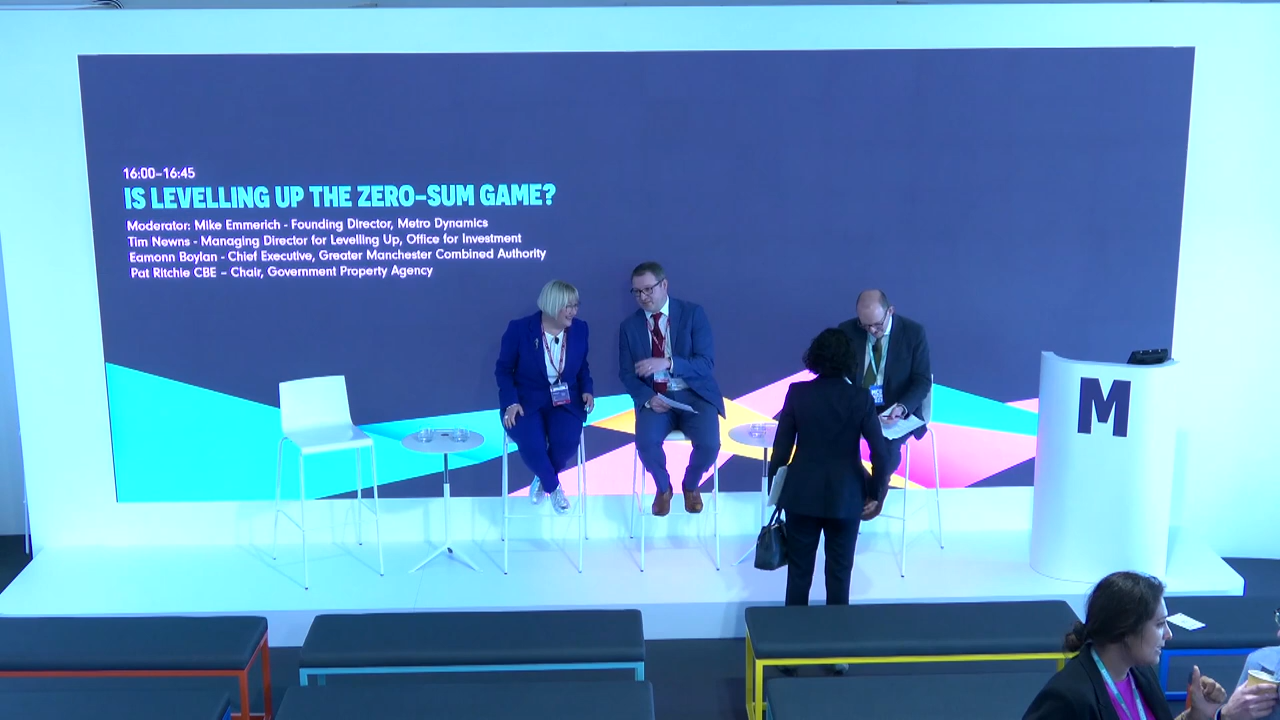 16:00–16:45
IS LEVELLING UP THE ZERO–SUM GAME?
Moderator: Mike Emmerich - Founding Director, Metro Dynamics
Tim Newns - Managing Director for Levelling Up, Office for Investment
Eamonn Boylan - Chief Executive, Greater Manchester Combined Authority
Pat Ritchie CBE – Chair, Government Property Agency
M